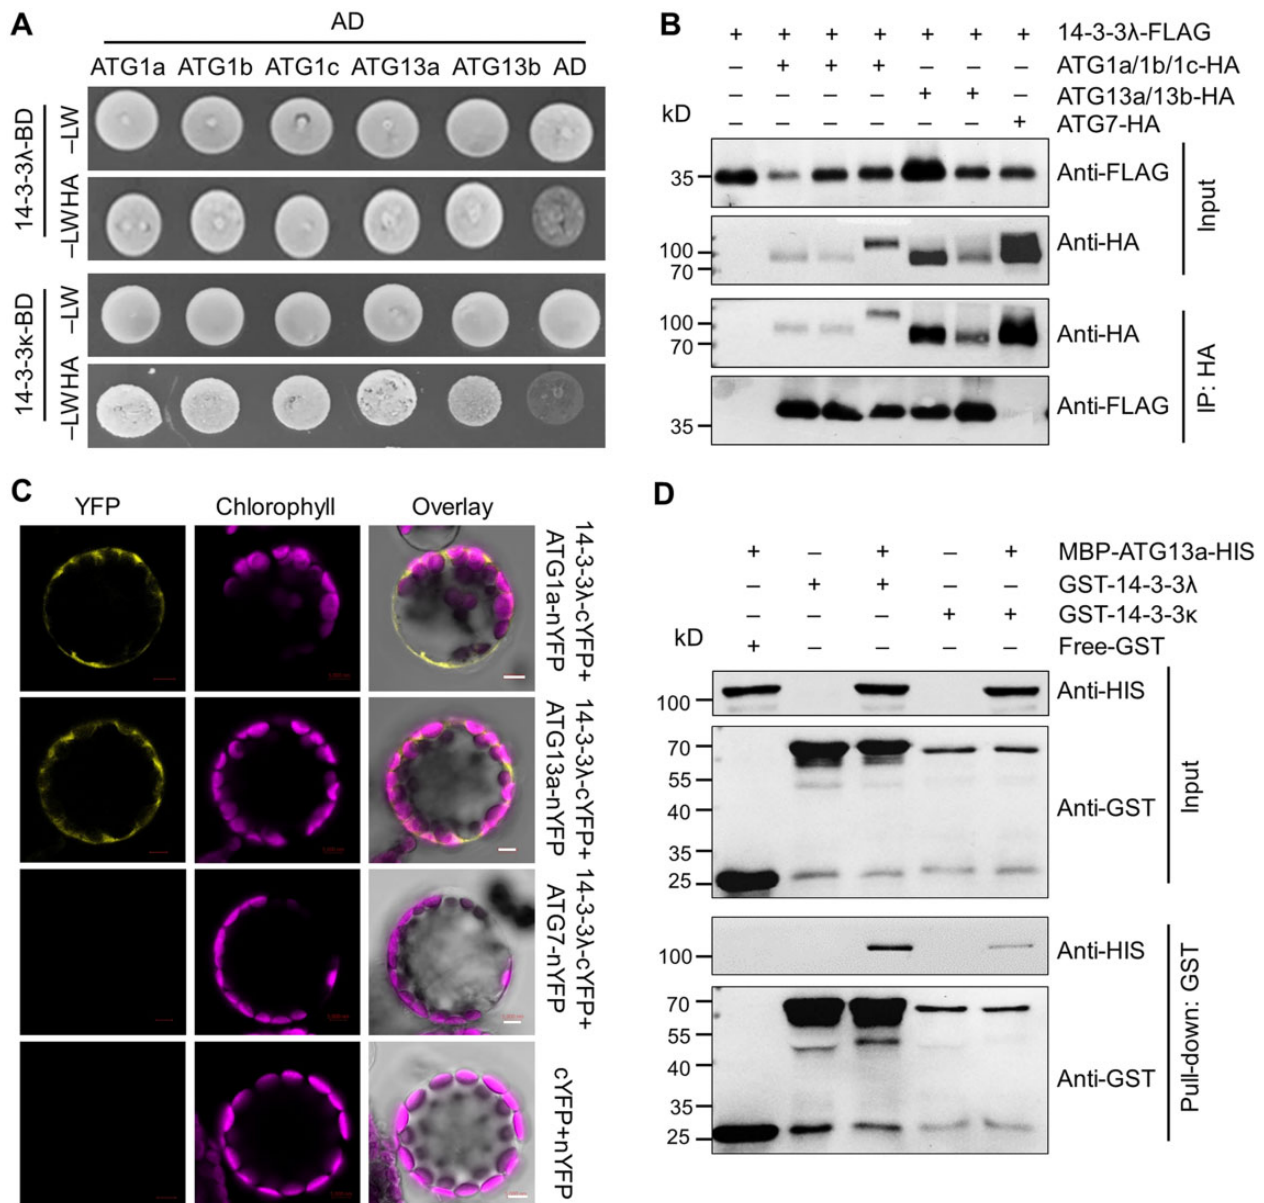 A
AD
ATG1a ATG1b ATG1c ATG13a ATG13b AD
14-3-3λ-BD
–LW
–LWHA
14-3-3κ-BD
–LW
–LWHA
B
+ + + + + + + 14-3-3λ-FLAG
– + + + – – – ATG1a/1b/1c-HA
– – – – + + – ATG13a/13b-HA
– – – – – – + ATG7-HA
kD
35 Anti-FLAG
100 Anti-HA
70
Input
100 Anti-HA
70
Anti-FLAG
35
IP: HA
C
YFP Chlorophyll Overlay
14-3-3λ-cYFP+
ATG1a-nYFP
14-3-3λ-cYFP+
ATG13a-nYFP
14-3-3λ-cYFP+
ATG7-nYFP
cYFP+nYFP
D
+ – + – + MBP-ATG13a-HIS
– + + – – GST-14-3-3λ
– – – + + GST-14-3-3κ
+ – – – – Free-GST
kD
100 Anti-HIS
70
55
40 Anti-GST
35
25
Input
100 Anti-HIS
70
55
40 Anti-GST
35
25
Pull-down: GST